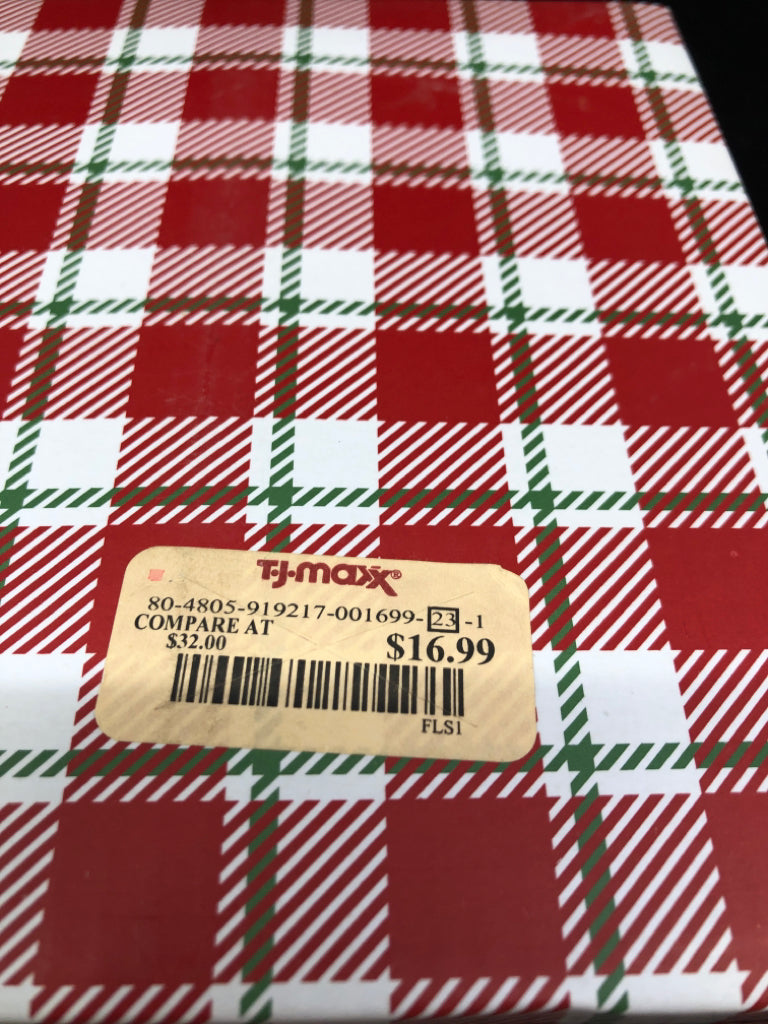 T·J·maxx®
80-4805-919217-001699-23-1
COMPARE AT
$32.00
$16.99
FLS1